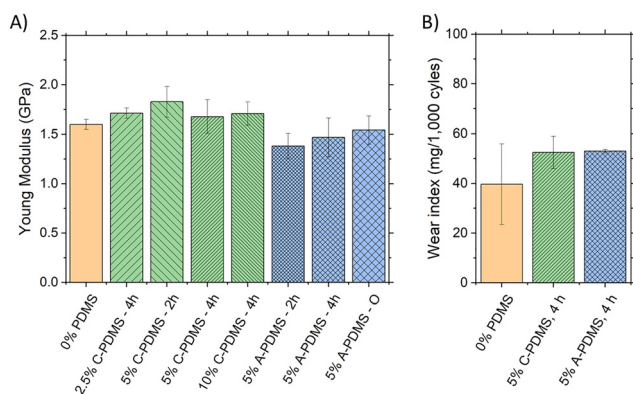 A)
Young Modulus (GPa)
2.5
2.0
1.5
1.0
0.5
0.0
0% PDMS
2.5% C-PDMS - 4h
5% C-PDMS - 2h
5% C-PDMS - 4h
10% C-PDMS - 4h
5% A-PDMS - 2h
5% A-PDMS - 4h
5% A-PDMS - O
B)
Wear index (mg/1,000 cyles)
100
80
60
40
20
0
0% PDMS
5% C-PDMS, 4 h
5% A-PDMS, 4 h